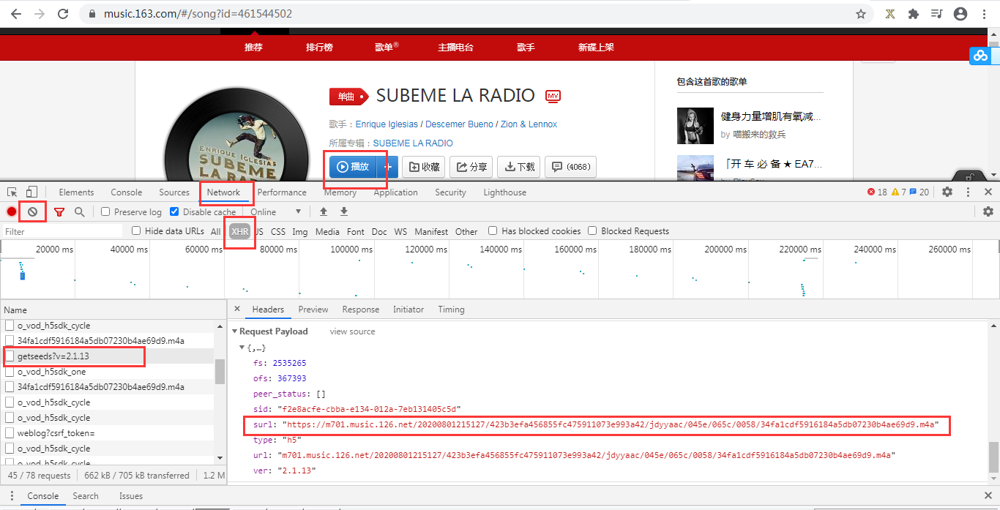 music.163.com/#/song?id=461544502
推荐 排行榜 歌单® 主播电台 歌手 新碟上架
单曲 SUBEME LA RADIO MV
歌手：Enrique Iglesias / Descemer Bueno / Zion & Lennox
所属专辑：SUBEME LA RADIO
播放 + 收藏 分享 下载 (4068)
ENRIQUE IGLESIAS
SUBEME
LA RADIO
包含这首歌的歌单
健身力量增肌有氧减...
by 喵搬来的救兵
「开 车 必 备 ★ EA7...
Elements Console Sources Network Performance Memory Application Security Lighthouse 18 7 20
Preserve log Disable cache Online
Filter Hide data URLs All XHR JS CSS Img Media Font Doc WS Manifest Other Has blocked cookies Blocked Requests
20000 ms 40000 ms 60000 ms 80000 ms 100000 ms 120000 ms 140000 ms 160000 ms 180000 ms 200000 ms 220000 ms 240000 ms 260000 ms
Name
o_vod_h5sdk_cycle
34fa1cdf5916184a5db07230b4ae69d9.m4a
getseeds?v=2.1.13
o_vod_h5sdk_one
34fa1cdf5916184a5db07230b4ae69d9.m4a
o_vod_h5sdk_cycle
o_vod_h5sdk_cycle
weblog?csrf_token=
o_vod_h5sdk_cycle
o_vod_h5sdk_cycle
45 / 78 requests 662 kB / 705 kB transferred 1.2 M
× Headers Preview Response Initiator Timing
Request Payload view source
{,…}
fs: 2535265
ofs: 367393
peer_status: []
sid: "f2e8acfe-cbba-e134-012a-7eb131405c5d"
surl: "https://m701.music.126.net/20200801215127/423b3efa456855fc475911073e993a42/jdyyaac/045e/065c/0058/34fa1cdf5916184a5db07230b4ae69d9.m4a"
type: "h5"
url: "m701.music.126.net/20200801215127/423b3efa456855fc475911073e993a42/jdyyaac/045e/065c/0058/34fa1cdf5916184a5db07230b4ae69d9.m4a"
ver: "2.1.13"
Console Search Issues